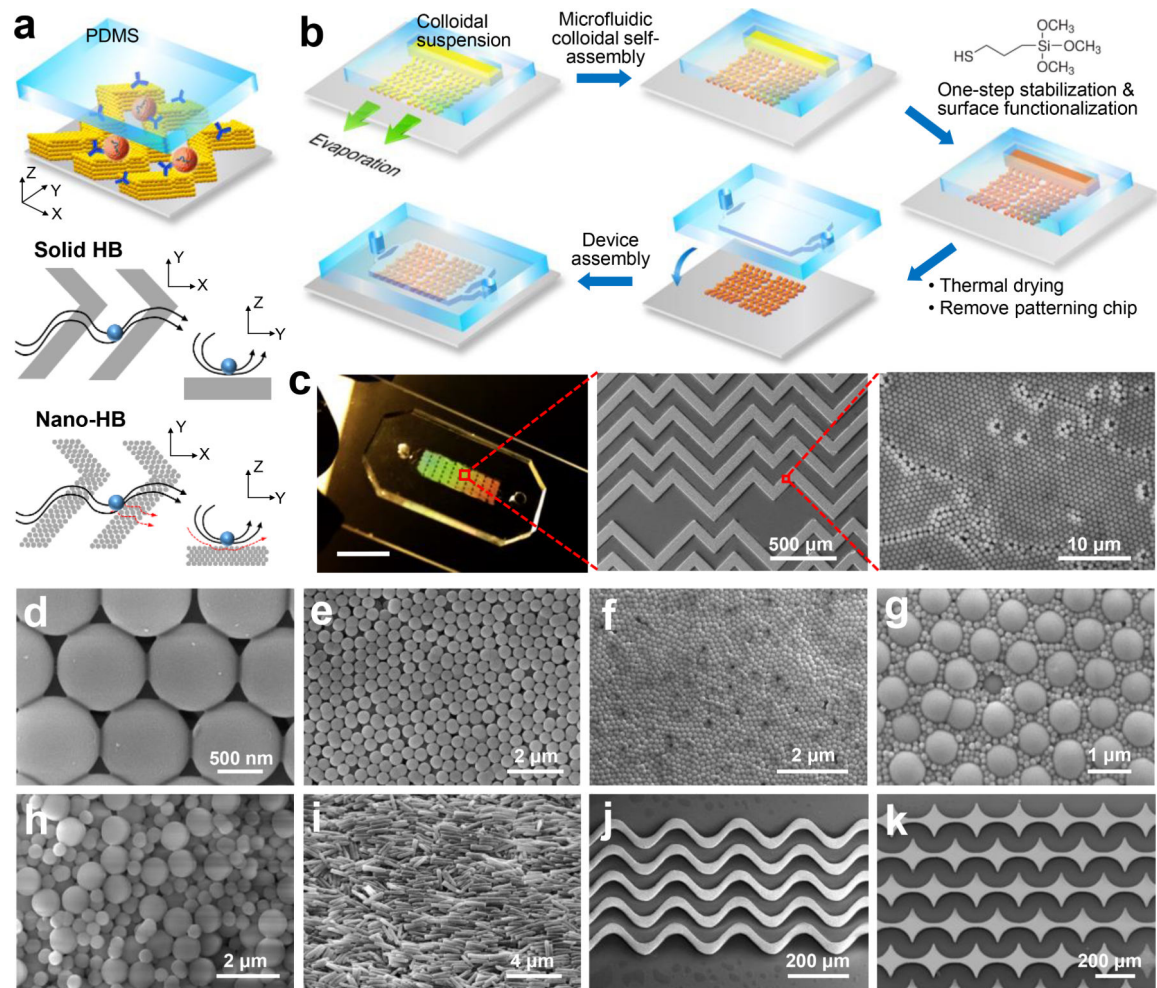 a
PDMS
Z
Y
X
Solid HB
Y
X
Z
Y
Nano-HB
Y
X
Z
Y
b
Colloidal
suspension
Evaporation
Microfluidic
colloidal self-
assembly
HS
Si
OCH3
OCH3
OCH3
One-step stabilization &
surface functionalization
• Thermal drying
• Remove patterning chip
Device
assembly
c
500 µm
10 µm
d
500 nm
e
2 µm
f
2 µm
g
1 µm
h
2 µm
i
4 µm
j
200 µm
k
200 µm